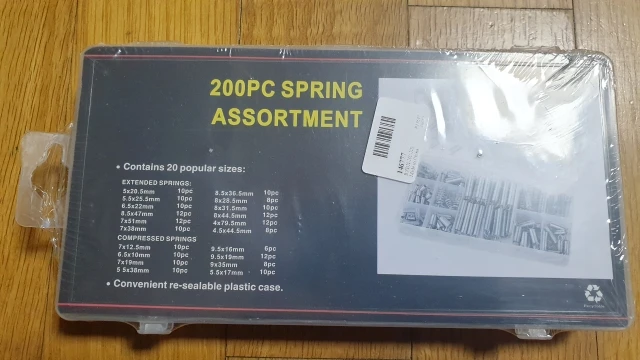 200PC SPRING
ASSORTMENT
• Contains 20 popular sizes:
EXTENDED SPRINGS:
5x20.5mm 10pc 8.5x36.5mm 10pc
5.5x25.5mm 10pc 8x28.5mm 8pc
6.5x22mm 10pc 8x31.5mm 10pc
8.5x47mm 12pc 8x44.5mm 12pc
7x51mm 12pc 4x79.5mm 12pc
7x38mm 10pc 4.5x44.5mm 8pc
COMPRESSED SPRINGS
7x12.5mm 10pc 9.5x16mm 6pc
6.5x10mm 10pc 9.5x19mm 12pc
7x19mm 10pc 9x35mm 8pc
5.5x38mm 10pc 5.5x17mm 10pc
• Convenient re-sealable plastic case.